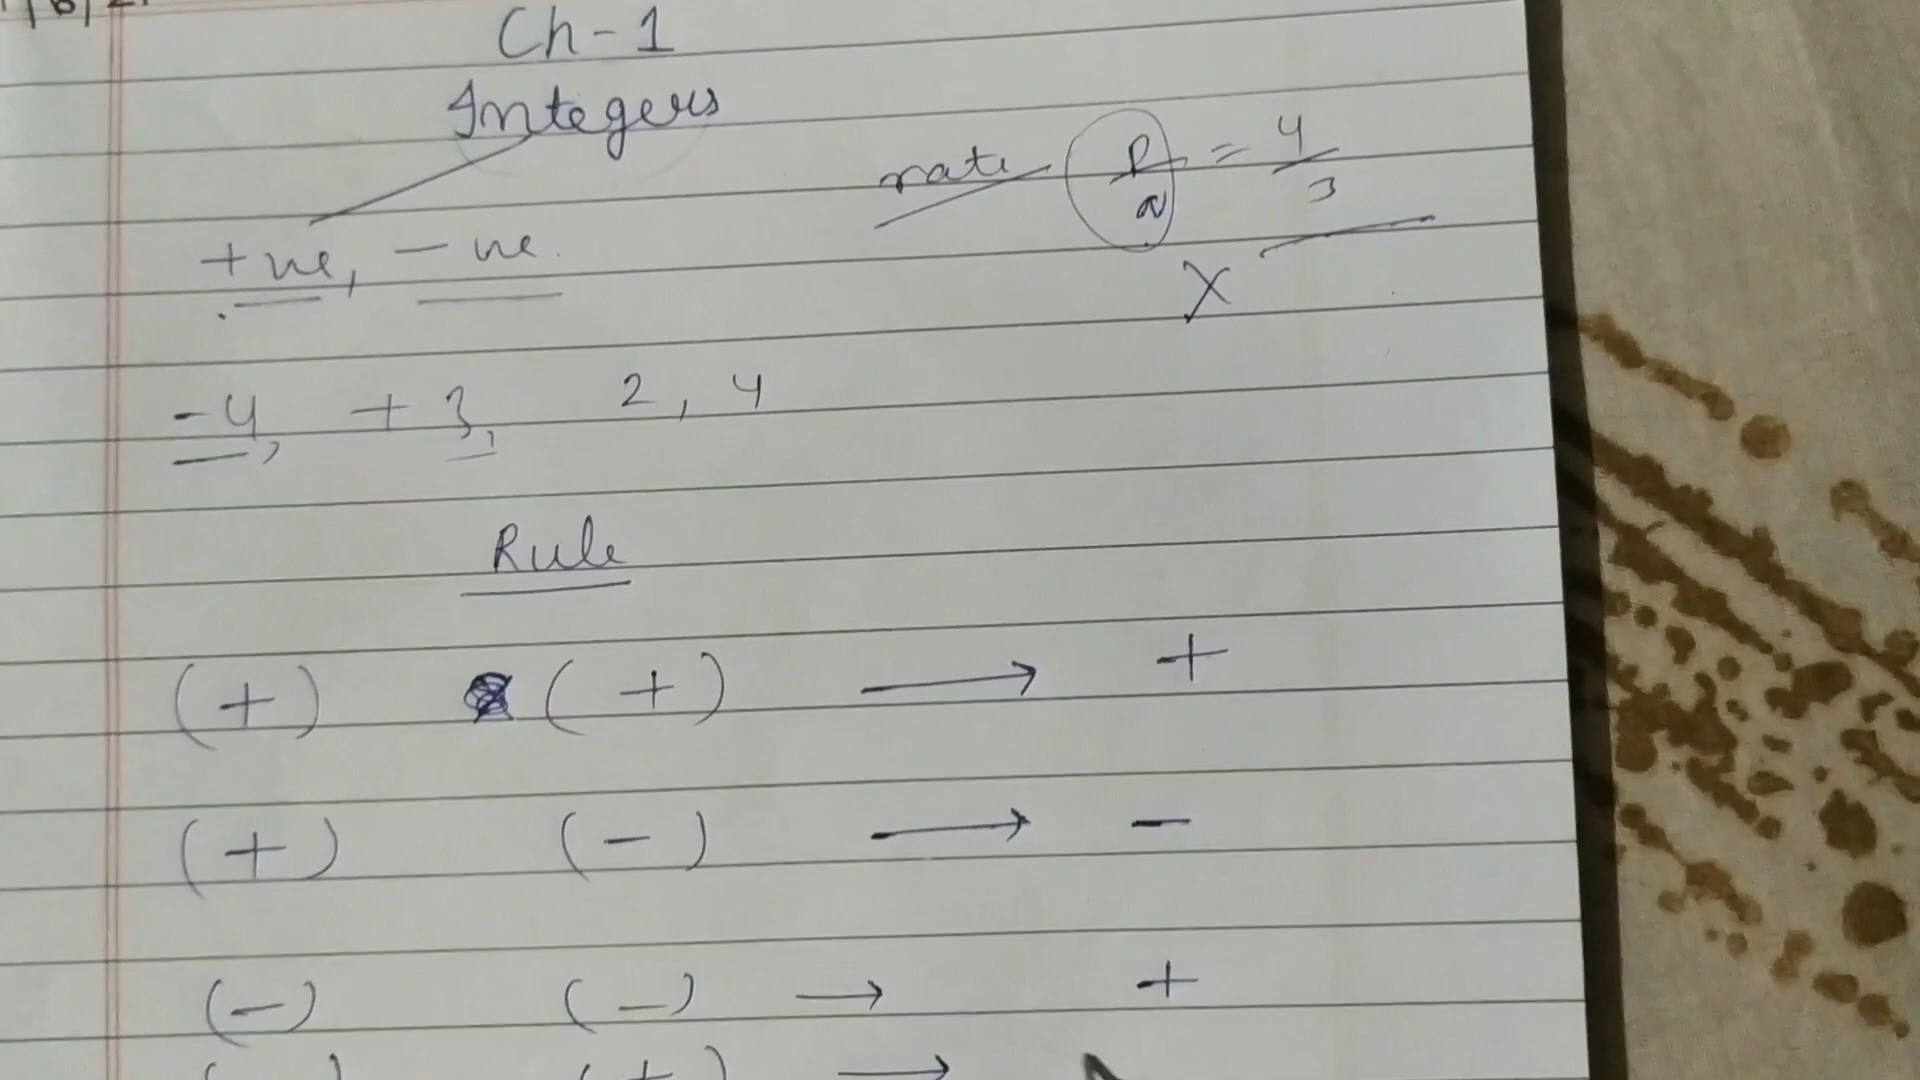 Ch - 1
Integers
rate P = 4
3
+ve, - ve
X
-4, +3, 2, 4
Rule
(+) (+) → +
(+) (-) → -
(-) (-) → +
(+) →